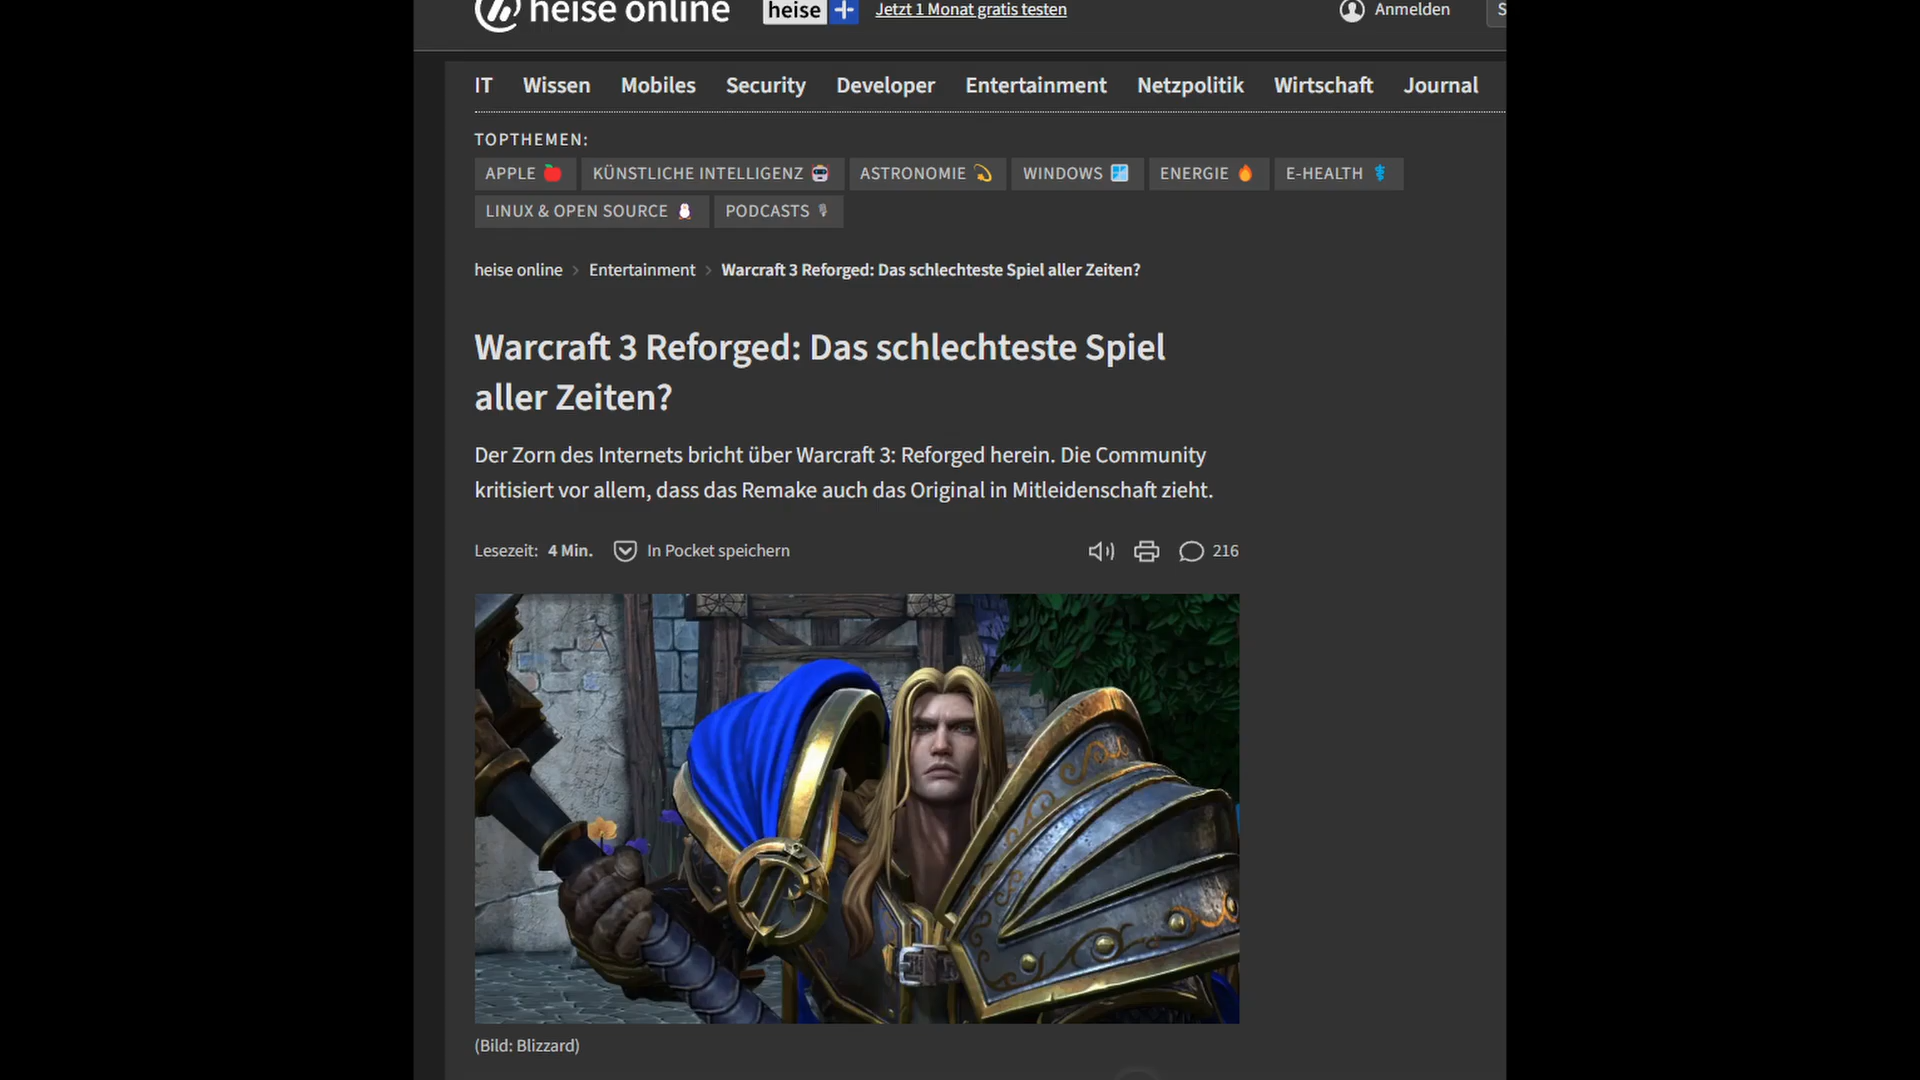 heise online heise + Jetzt 1 Monat gratis testen Anmelden
IT Wissen Mobiles Security Developer Entertainment Netzpolitik Wirtschaft Journal
TOPTHEMEN:
APPLE KÜNSTLICHE INTELLIGENZ ASTRONOMIE WINDOWS ENERGIE E-HEALTH
LINUX & OPEN SOURCE PODCASTS
heise online > Entertainment > Warcraft 3 Reforged: Das schlechteste Spiel aller Zeiten?
Warcraft 3 Reforged: Das schlechteste Spiel
aller Zeiten?
Der Zorn des Internets bricht über Warcraft 3: Reforged herein. Die Community
kritisiert vor allem, dass das Remake auch das Original in Mitleidenschaft zieht.
Lesezeit: 4 Min. In Pocket speichern 216
(Bild: Blizzard)